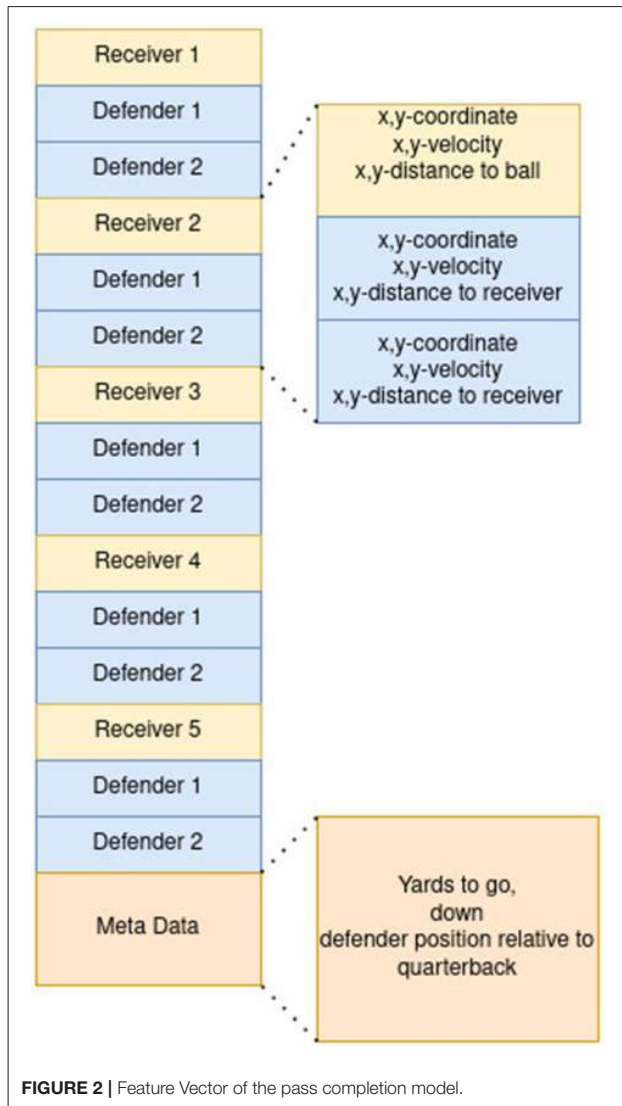 Receiver 1
Defender 1
Defender 2
Receiver 2
Defender 1
Defender 2
Receiver 3
Defender 1
Defender 2
Receiver 4
Defender 1
Defender 2
Receiver 5
Defender 1
Defender 2
Meta Data
x,y-coordinate
x,y-velocity
x,y-distance to ball
x,y-coordinate
x,y-velocity
x,y-distance to receiver
x,y-coordinate
x,y-velocity
x,y-distance to receiver
Yards to go,
down
defender position relative to
quarterback
FIGURE 2 | Feature Vector of the pass completion model.